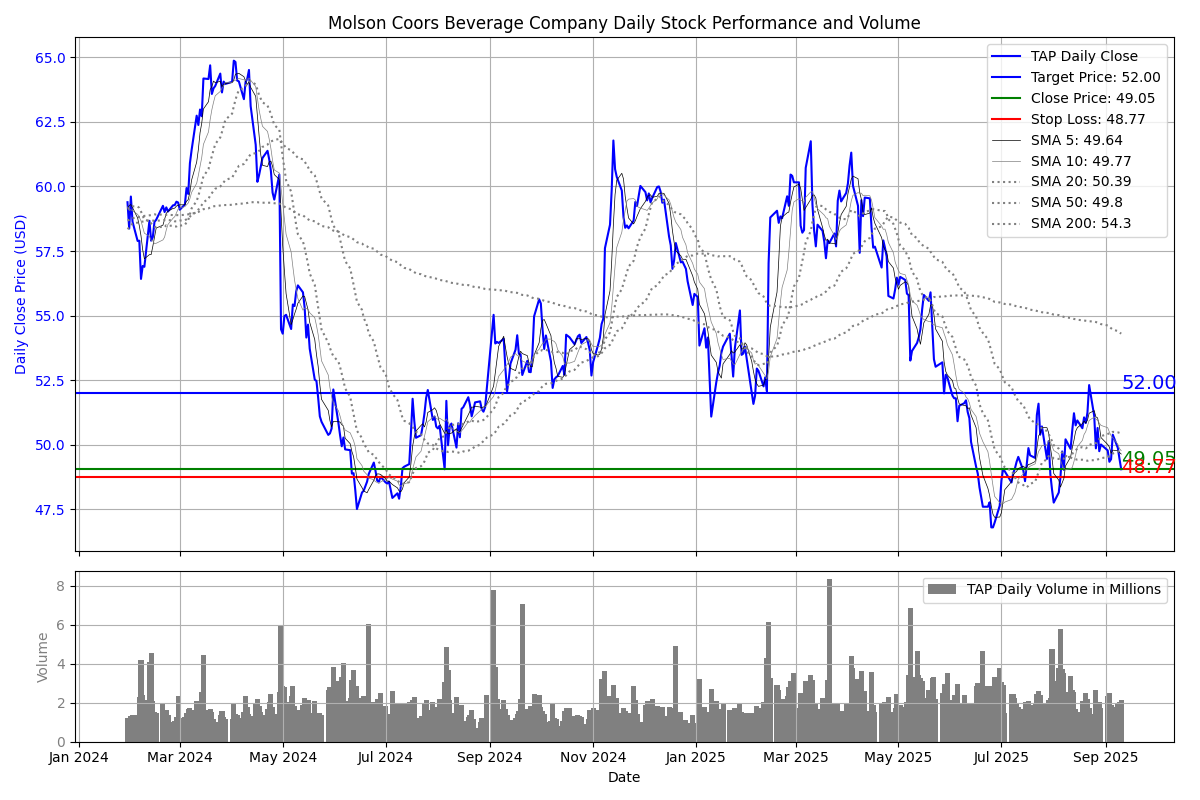 Molson Coors Beverage Company Daily Stock Performance and Volume
Daily Close Price (USD)
65.0
62.5
60.0
57.5
55.0
52.5
50.0
47.5
TAP Daily Close
Target Price: 52.00
Close Price: 49.05
Stop Loss: 48.77
SMA 5: 49.64
SMA 10: 49.77
SMA 20: 50.39
SMA 50: 49.8
SMA 200: 54.3
52.00
49.05
48.77
Volume
8
6
4
2
0
TAP Daily Volume in Millions
Jan 2024 Mar 2024 May 2024 Jul 2024 Sep 2024 Nov 2024 Jan 2025 Mar 2025 May 2025 Jul 2025 Sep 2025
Date